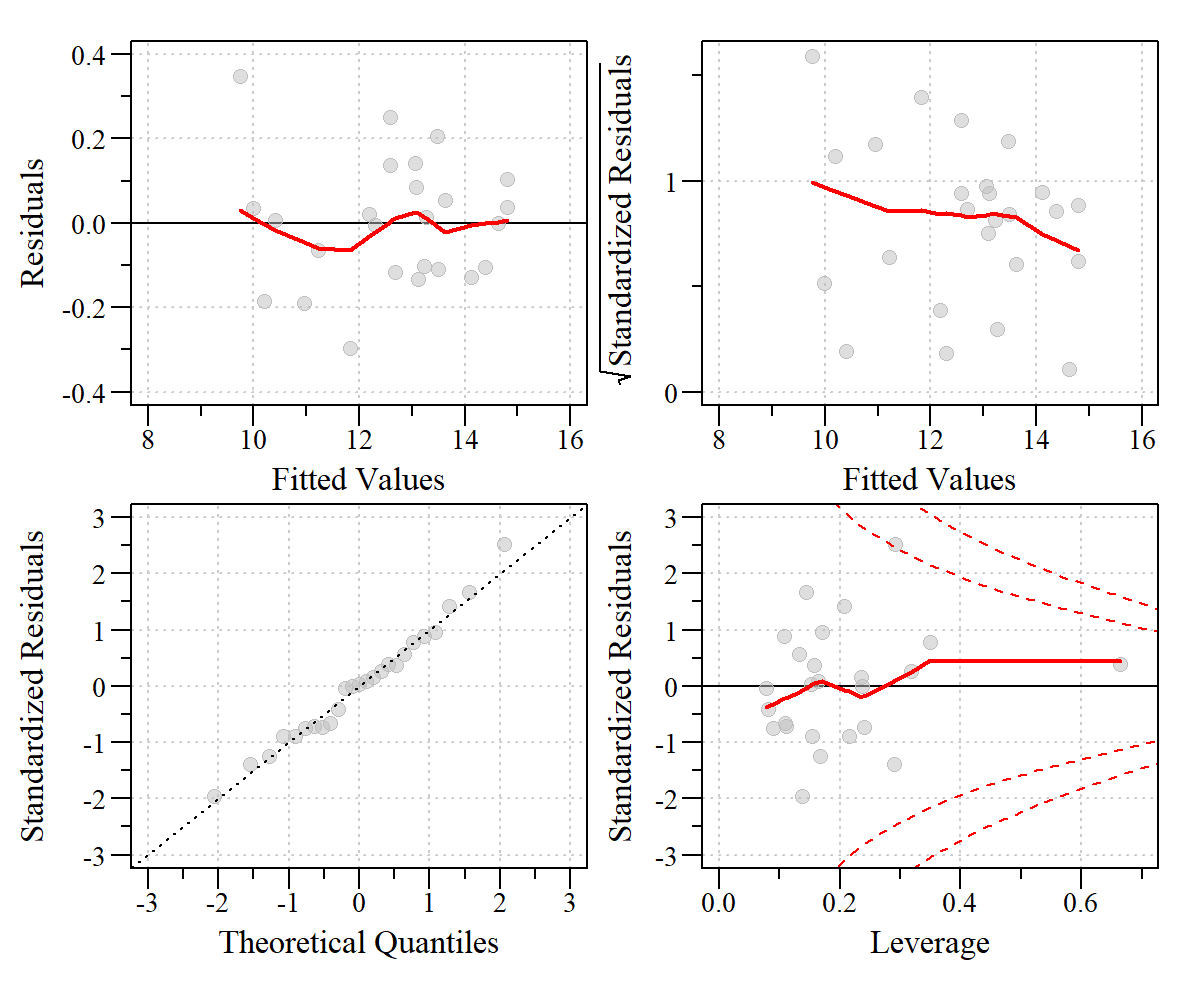 0.4
0.2
0.0
-0.2
-0.4
Residuals
8 10 12 14 16
Fitted Values
1
0
√Standardized Residuals
8 10 12 14 16
Fitted Values
3
2
1
0
-1
-2
-3
Standardized Residuals
-3 -2 -1 0 1 2 3
Theoretical Quantiles
3
2
1
0
-1
-2
-3
Standardized Residuals
0.0 0.2 0.4 0.6
Leverage